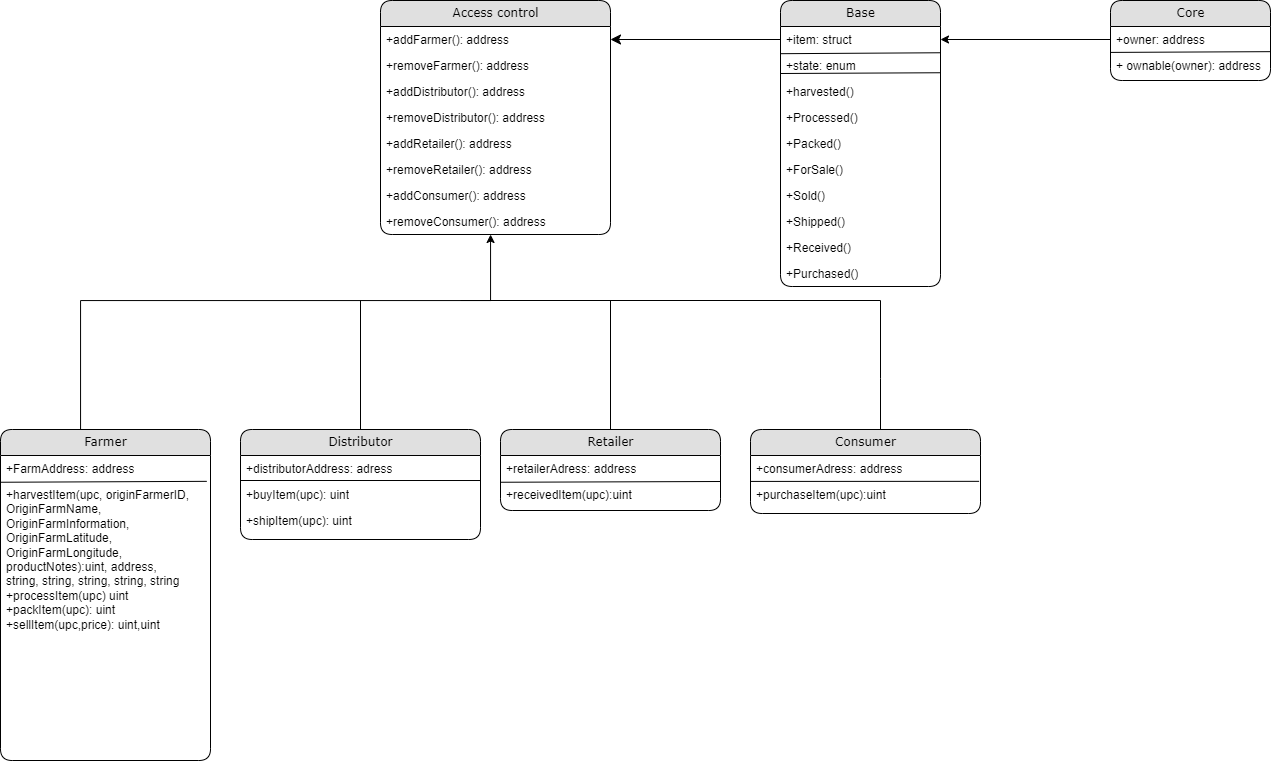 Access control
+addFarmer(): address
+removeFarmer(): address
+addDistributor(): address
+removeDistributor(): address
+addRetailer(): address
+removeRetailer(): address
+addConsumer(): address
+removeConsumer(): address
Base
+item: struct
+state: enum
+harvested()
+Processed()
+Packed()
+ForSale()
+Sold()
+Shipped()
+Received()
+Purchased()
Core
+owner: address
+ ownable(owner): address
Farmer
+FarmAddress: address
+harvestItem(upc, originFarmerID,
OriginFarmName,
OriginFarmInformation,
OriginFarmLatitude,
OriginFarmLongitude,
productNotes):uint, address,
string, string, string, string, string
+processItem(upc) uint
+packItem(upc): uint
+sellItem(upc,price): uint,uint
Distributor
+distributorAddress: adress
+buyItem(upc): uint
+shipItem(upc): uint
Retailer
+retailerAdress: address
+receivedItem(upc):uint
Consumer
+consumerAdress: address
+purchaseItem(upc):uint